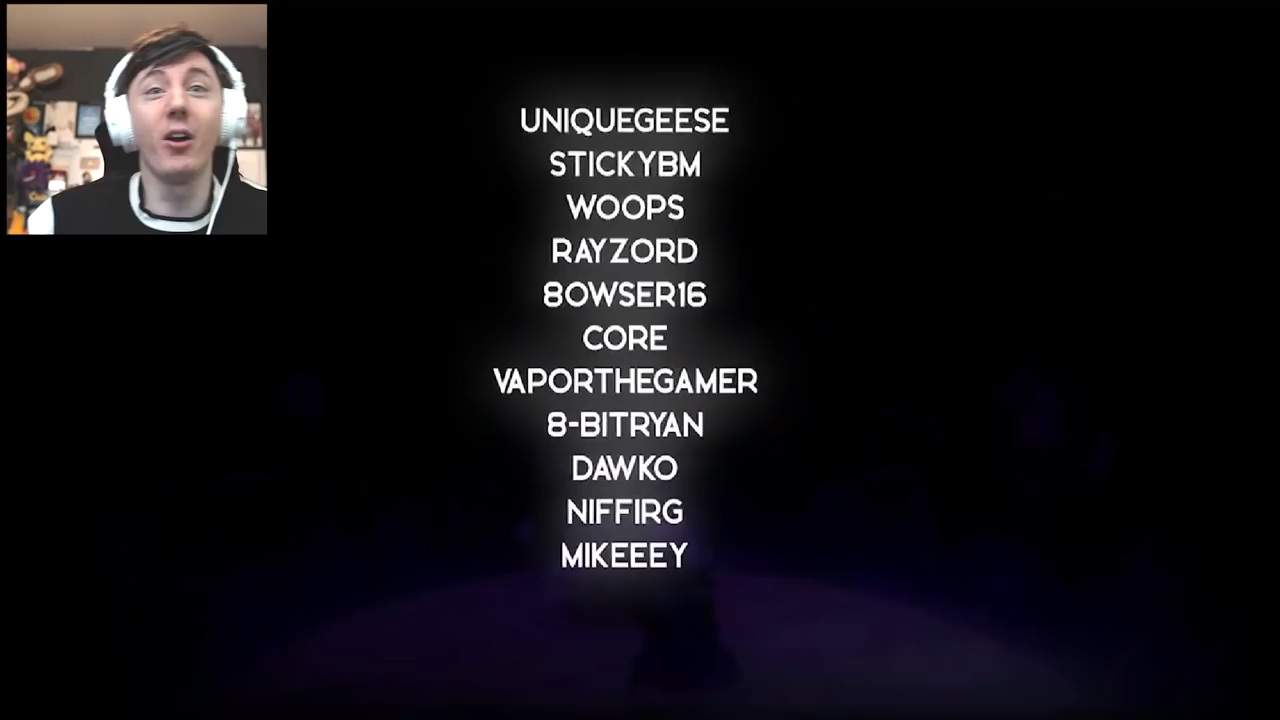 UNIQUEGEESE
STICKYBM
WOOPS
RAYZORD
8OWSER16
CORE
VAPORTHEGAMER
8-BITRYAN
DAWKO
NIFFIRG
MIKEEEY